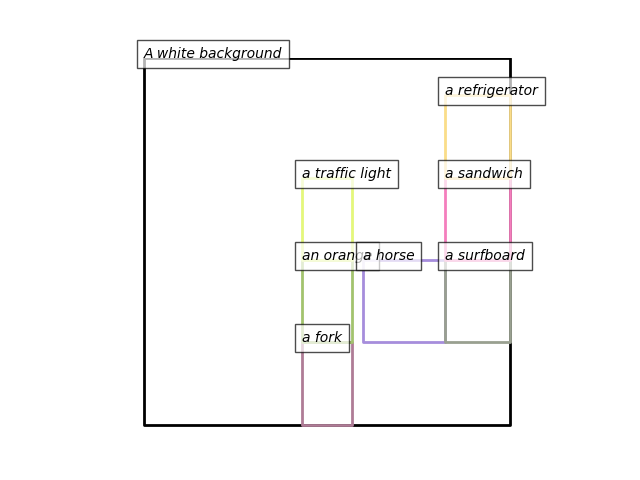 A white background
a refrigerator
a traffic light
a sandwich
an orange
a horse
a surfboard
a fork